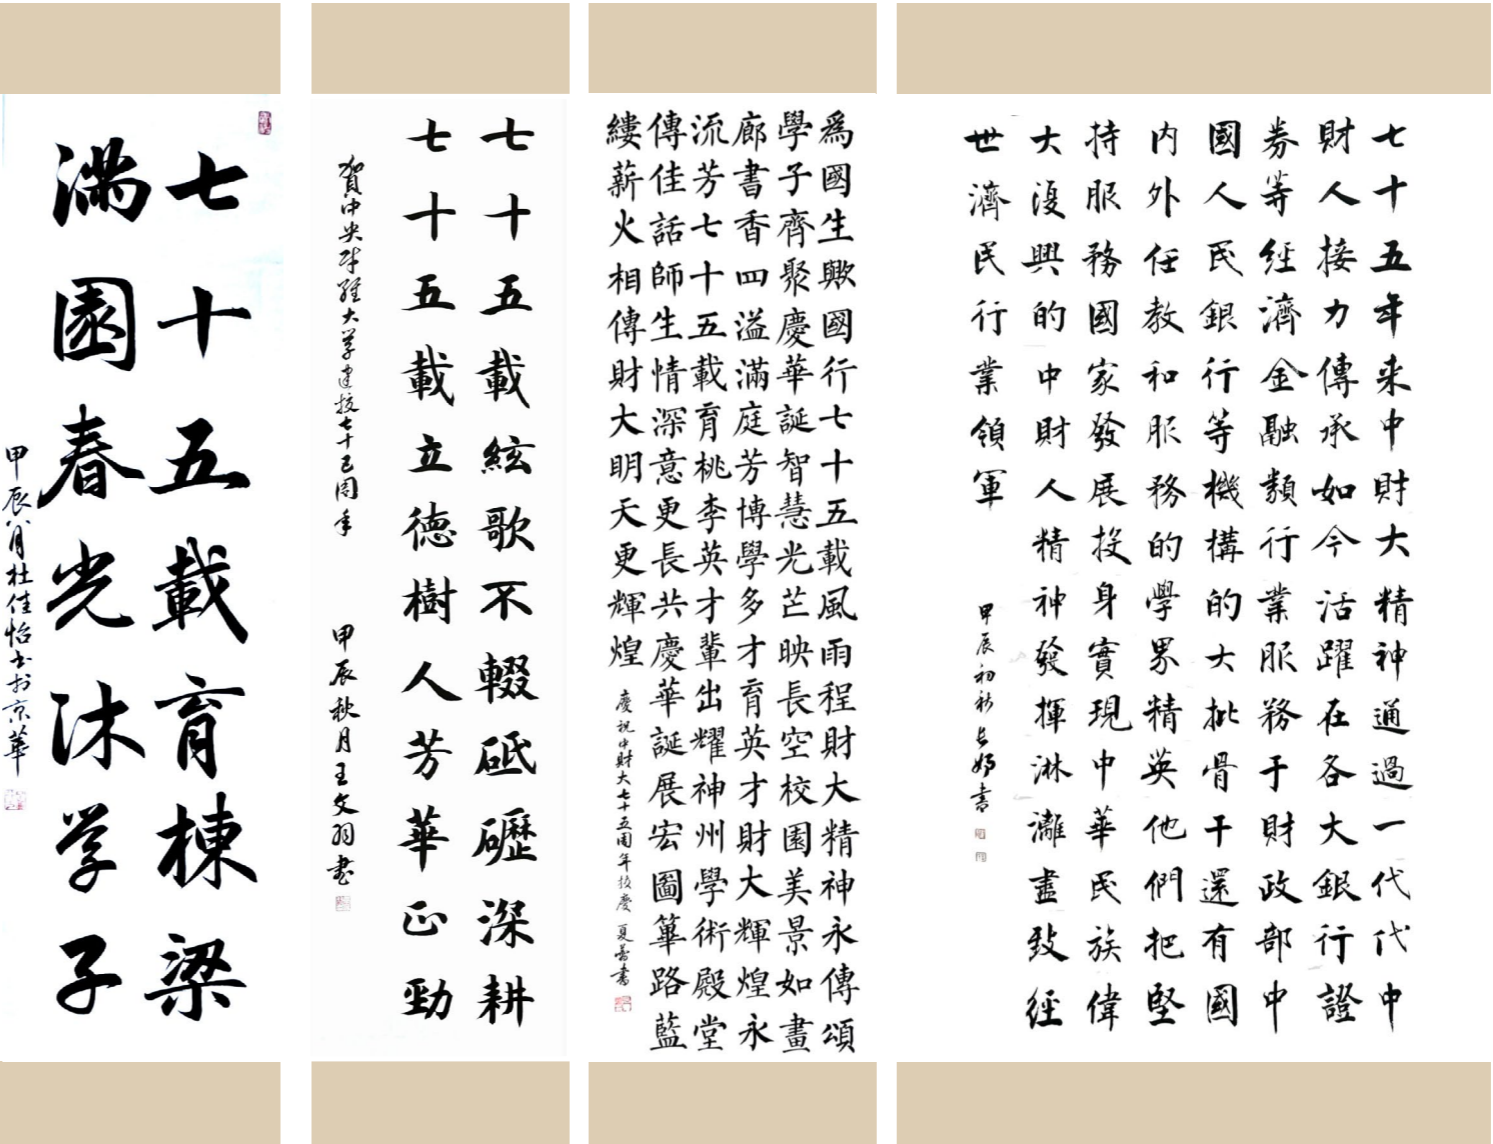 七十五年来中財大精神通過一代代中
財人接力傳承如今活躍在各大銀行證
券等經濟金融類行業服務于財政部中
國人民銀行等機構的大批骨干還有國
内外任教和服務的學界精英他們把堅
持服務國家發展投身實現中華民族偉
大復興的中財人精神發揮淋灕盡致經
世濟民行業領軍
甲辰初秋 書
爲國生歟國行七十五載風雨程財大精神永傳頌
學子齊聚慶華誕智慧光芒映長空校園美景如畫
廊書香四溢滿庭芳博學多才育英才財大輝煌永
流芳七十五載育桃李英才輩出耀神州學術殿堂
傳佳話師生情深意更長共慶華誕展宏圖篳路藍
縷薪火相傳財大明天更輝煌
慶祝中財大七十五周年校慶 夏 書
七十五載絃歌不輟砥礪深耕
七十五載立德樹人芳華正勁
賀中央财經大学建校七十五周年
甲辰秋月王文羽書
七十五載育棟梁
滿園春光沐学子
甲辰八月杜佳怡书於京華